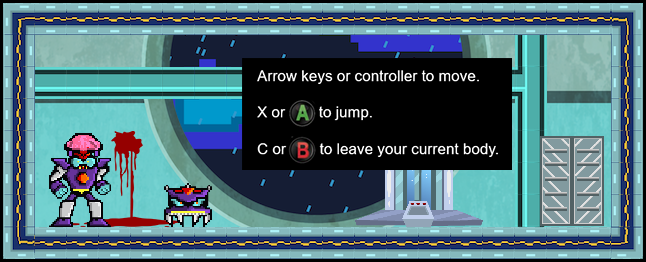 Arrow keys or controller to move.
X or A to jump.
C or B to leave your current body.